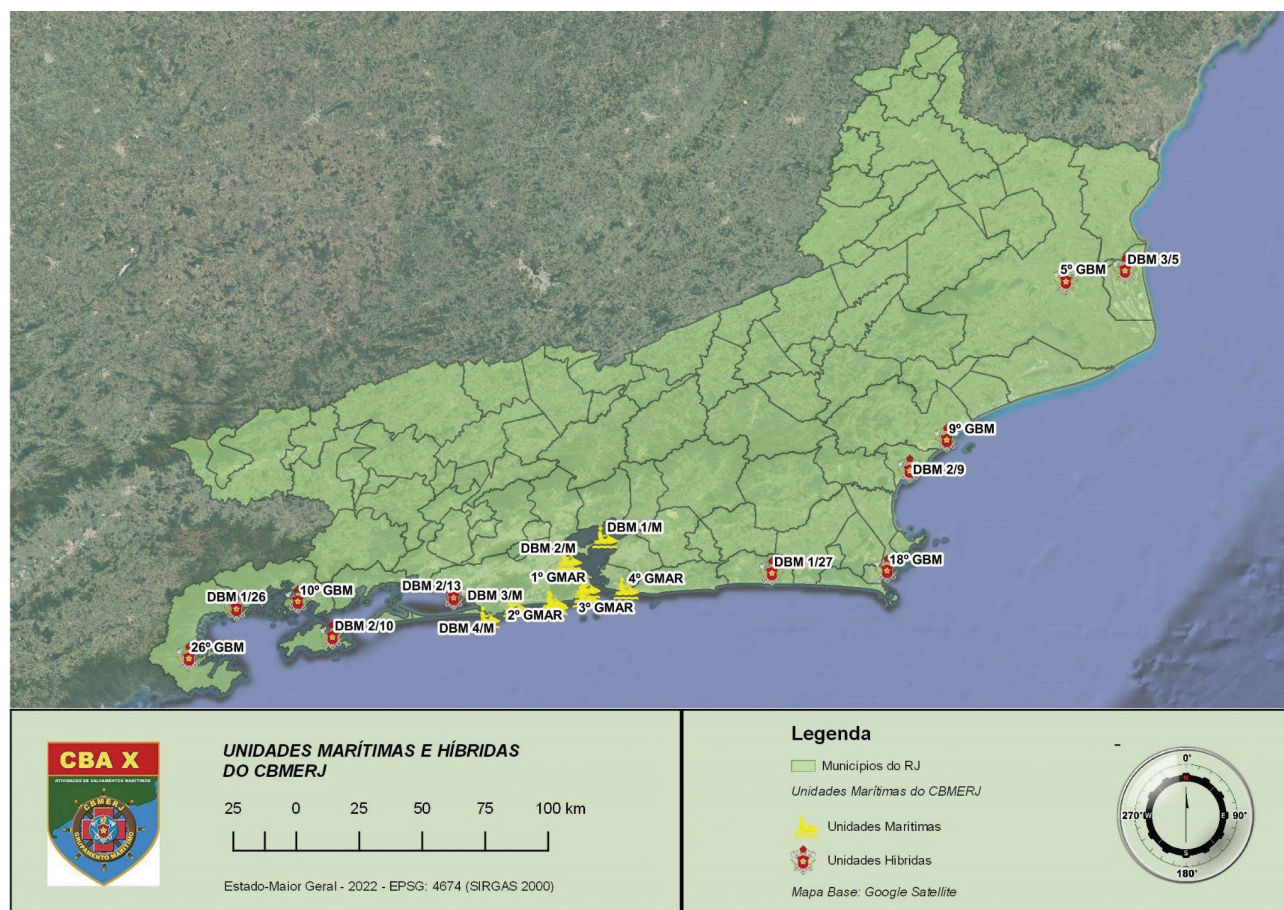 DBM 3/5
5º GBM
9º GBM
DBM 2/9
DBM 1/M
DBM 2/M
18º GBM
DBM 1/27
1º GMAR
4º GMAR
DBM 2/13
10º GBM
DBM 3/M
DBM 1/26
2º GMAR
3º GMAR
DBM 4/M
DBM 2/10
26º GBM
CBA X
ATIVIDADES DE SALVAMENTOS MARÍTIMOS
CBMERJ
GRUPAMENTO MARÍTIMO
UNIDADES MARÍTIMAS E HÍBRIDAS
DO CBMERJ
25 0 25 50 75 100 km
Estado-Maior Geral - 2022 - EPSG: 4674 (SIRGAS 2000)
Legenda
Municipios do RJ
Unidades Marítimas do CBMERJ
Unidades Marítimas
Unidades Hibridas
Mapa Base: Google Satellite
0°
N
270° W E 90°
S
180°